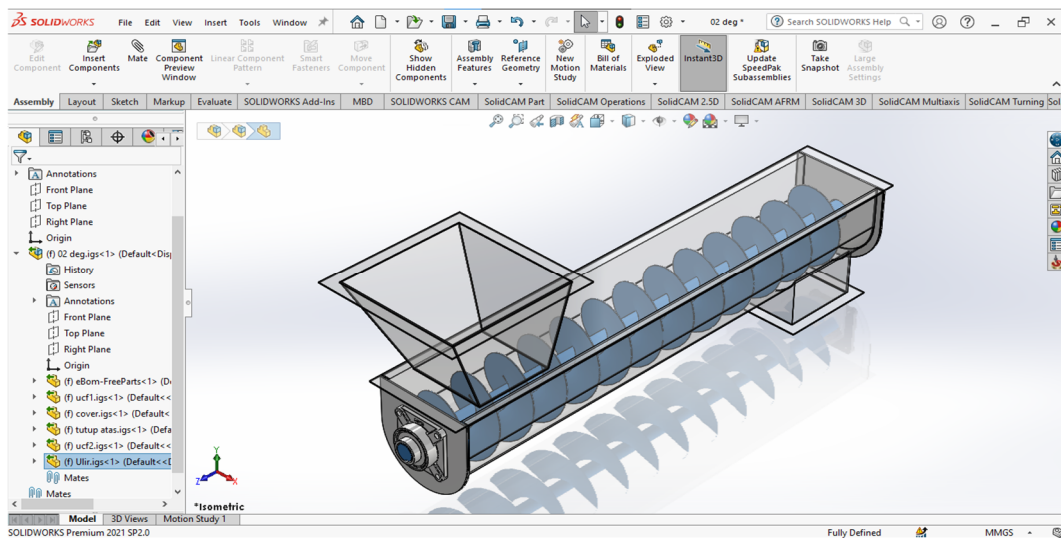 SOLIDWORKS File Edit View Insert Tools Window 02 deg * Search SOLIDWORKS Help
Edit Component
Insert Components
Mate
Component Preview Window
Linear Component Pattern
Smart Fasteners
Move Component
Show Hidden Components
Assembly Features
Reference Geometry
New Motion Study
Bill of Materials
Exploded View
Instant3D
Update SpeedPak Subassemblies
Take Snapshot
Large Assembly Settings
Assembly Layout Sketch Markup Evaluate SOLIDWORKS Add-Ins MBD SOLIDWORKS CAM SolidCAM Part SolidCAM Operations SolidCAM 2.5D SolidCAM AFRM SolidCAM 3D SolidCAM Multiaxis SolidCAM Turning Sol
Annotations
Front Plane
Top Plane
Right Plane
Origin
(f) 02 deg.igs<1> (Default<Disp
History
Sensors
Annotations
Front Plane
Top Plane
Right Plane
Origin
(f) eBom-FreeParts<1> (De
(f) ucf1.igs<1> (Default<<
(f) cover.igs<1> (Default<
(f) tutup atas.igs<1> (Defa
(f) ucf2.igs<1> (Default<<
(f) Ulir.igs<1> (Default<<D
Mates
Mates
Y
Z
X
*Isometric
Model 3D Views Motion Study 1
SOLIDWORKS Premium 2021 SP2.0 Fully Defined MMGS